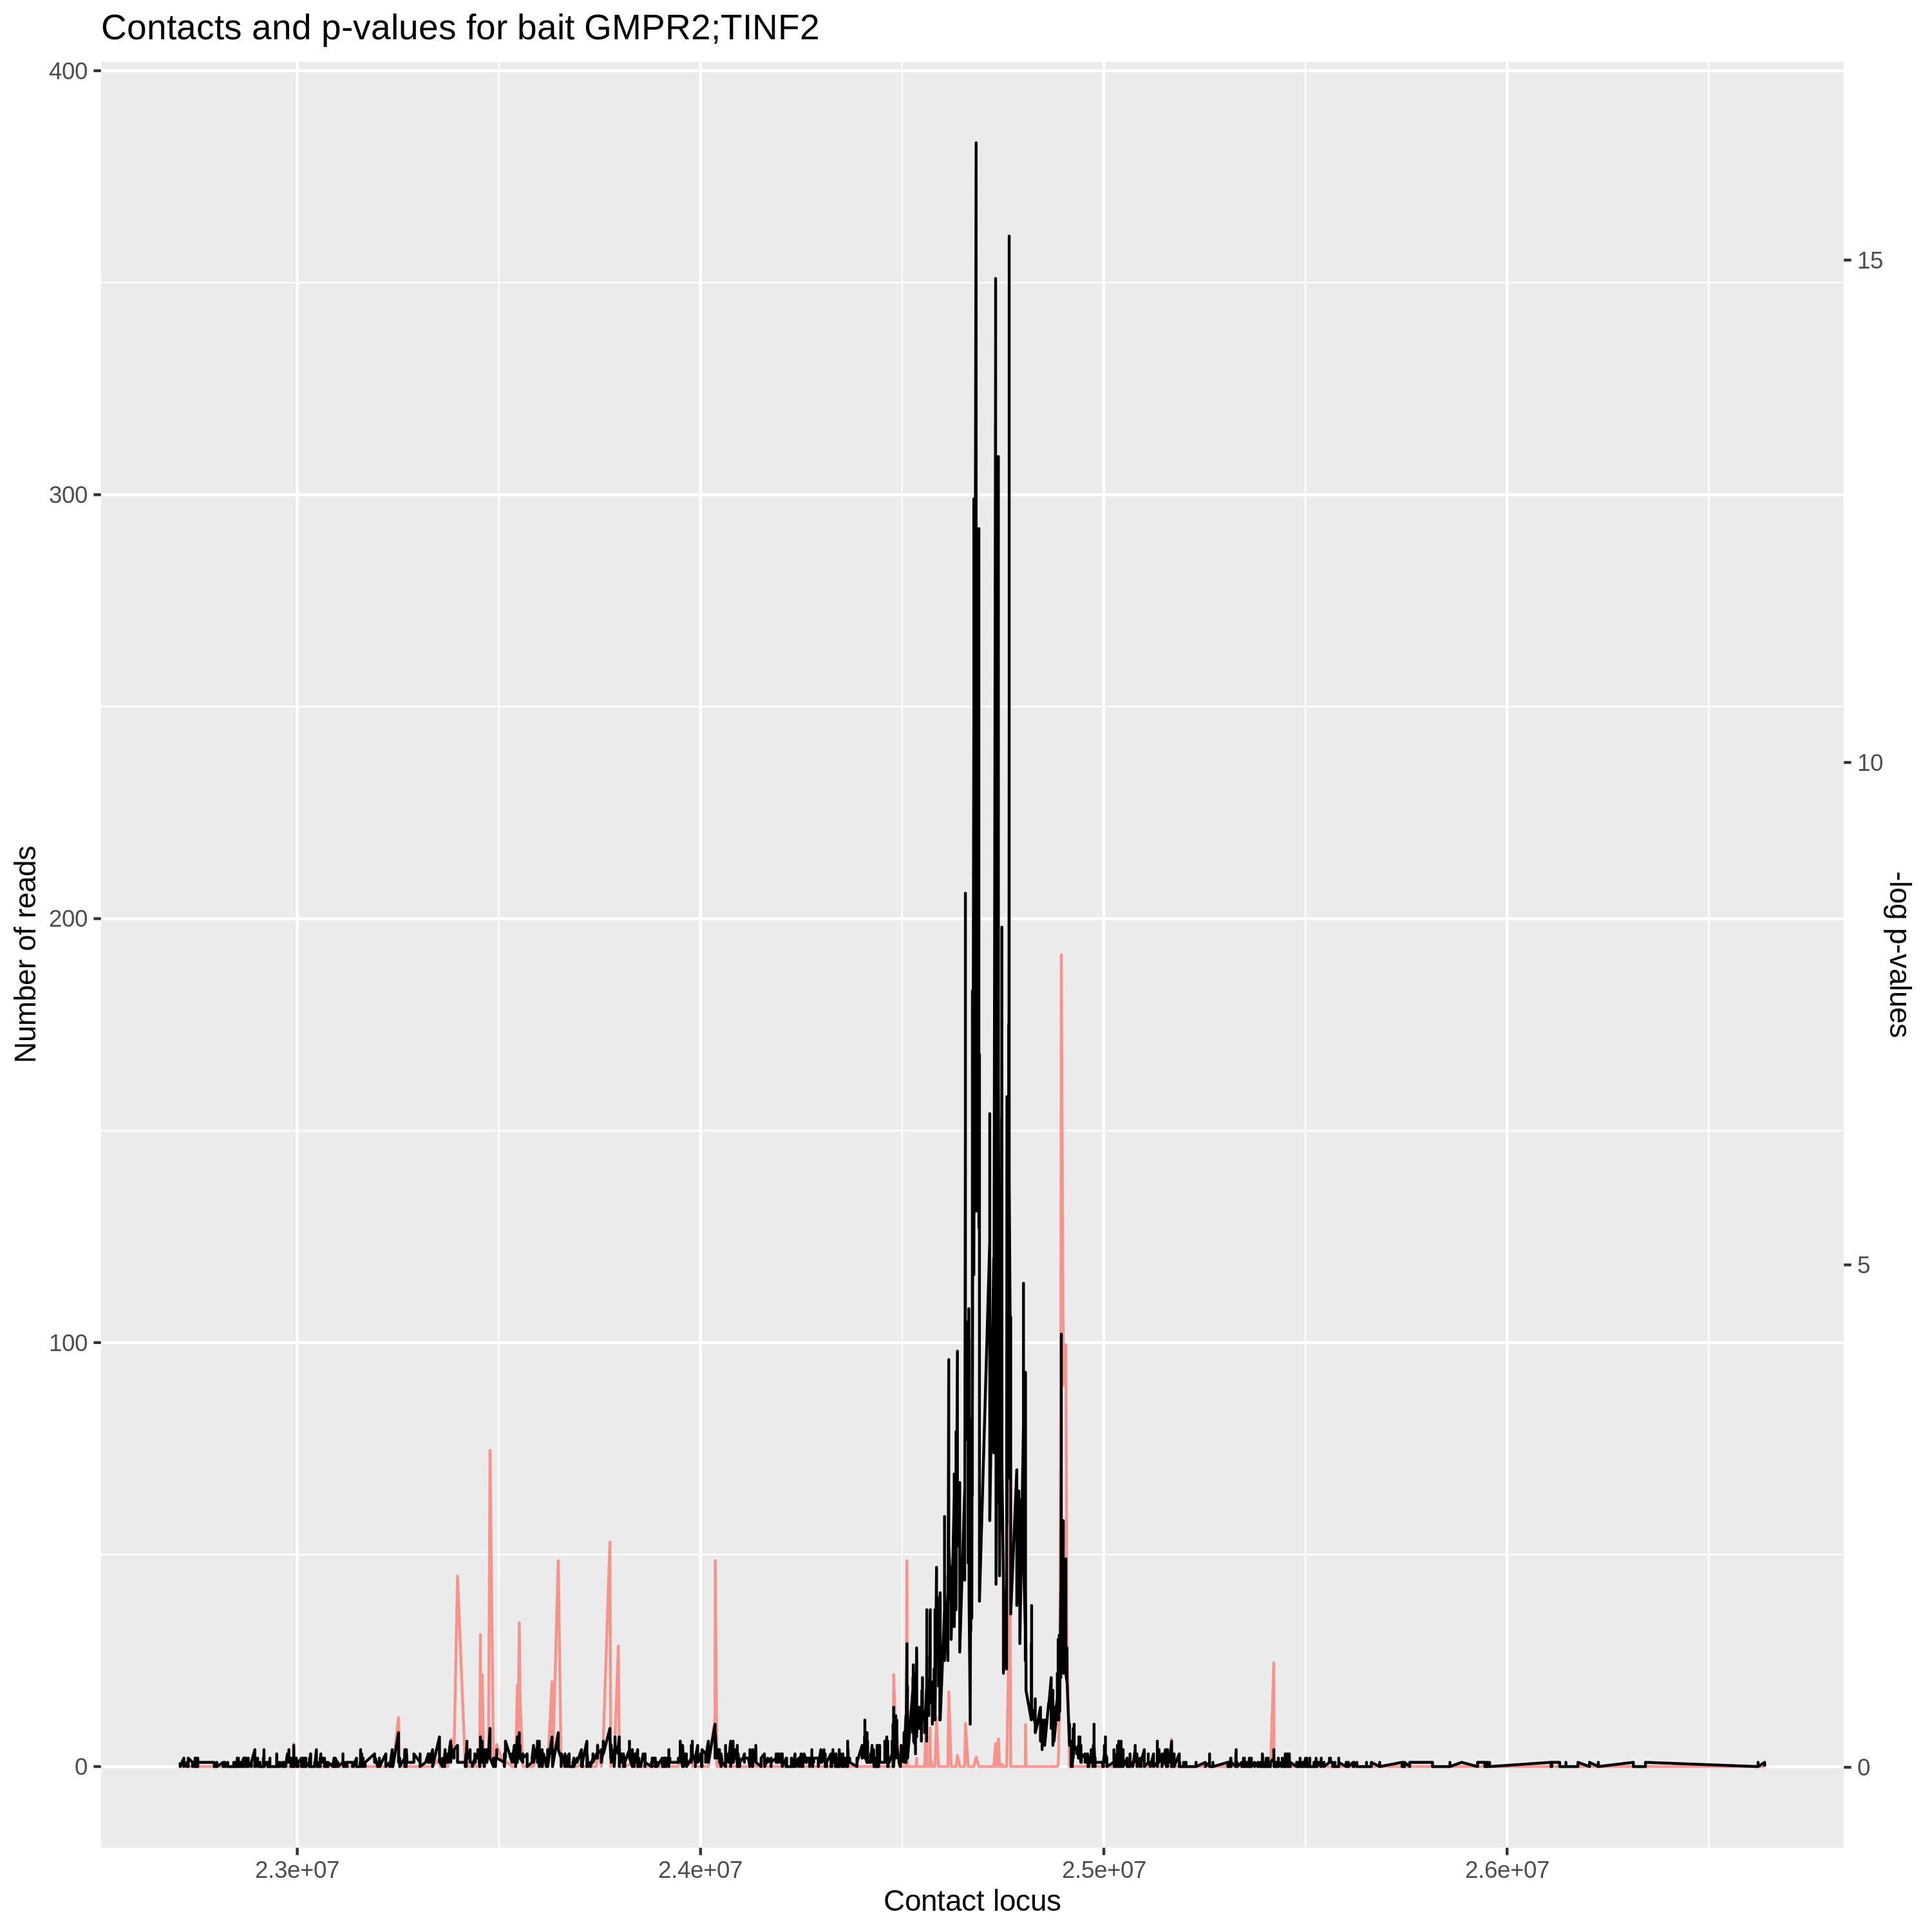 Contacts and p-values for bait GMPR2;TINF2
400
300
200
100
0
Number of reads
15
10
5
0
-log p-values
2.3e+07
2.4e+07
2.5e+07
2.6e+07
Contact locus